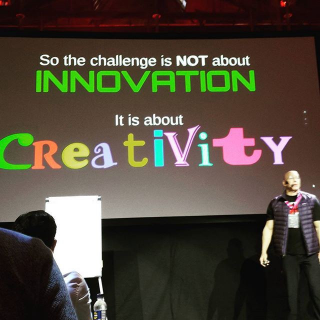 So the challenge is NOT about
INNOVATION
It is about
CReatiViTY